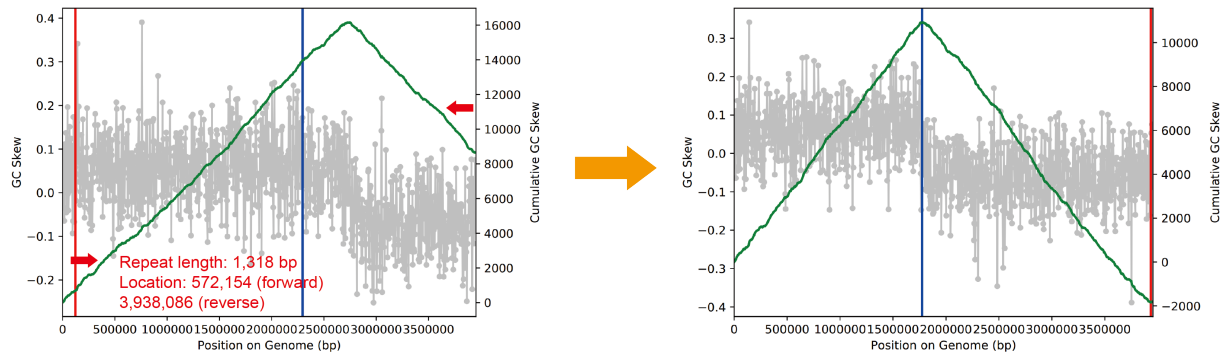 0.4
0.3
0.2
0.1
0.0
−0.1
−0.2
GC Skew
16000
14000
12000
10000
8000
6000
4000
2000
0
Cumulative GC Skew
Repeat length: 1,318 bp
Location: 572,154 (forward)
3,938,086 (reverse)
0 500000 1000000 1500000 2000000 2500000 3000000 3500000
Position on Genome (bp)
0.3
0.2
0.1
0.0
−0.1
−0.2
−0.3
−0.4
GC Skew
10000
8000
6000
4000
2000
0
−2000
Cumulative GC Skew
0 500000 1000000 1500000 2000000 2500000 3000000 3500000
Position on Genome (bp)